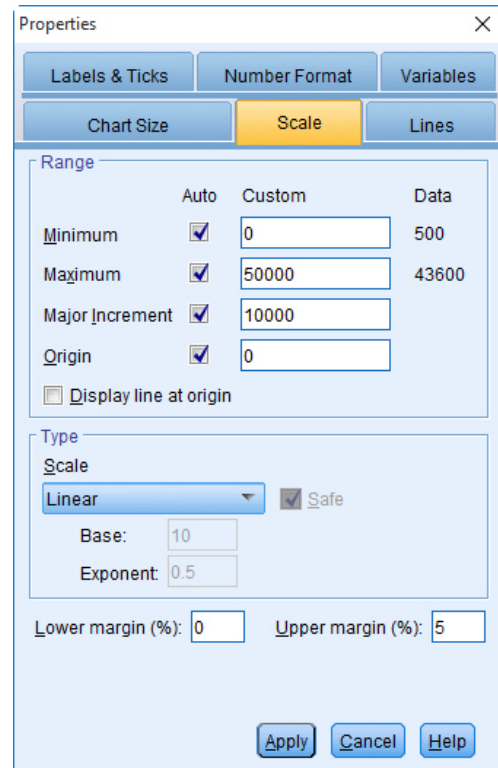 Properties
Labels & Ticks Number Format Variables
Chart Size Scale Lines
Range
Auto Custom Data
Minimum 0 500
Maximum 50000 43600
Major Increment 10000
Origin 0
Display line at origin
Type
Scale
Linear Safe
Base: 10
Exponent: 0.5
Lower margin (%): 0 Upper margin (%): 5
Apply Cancel Help